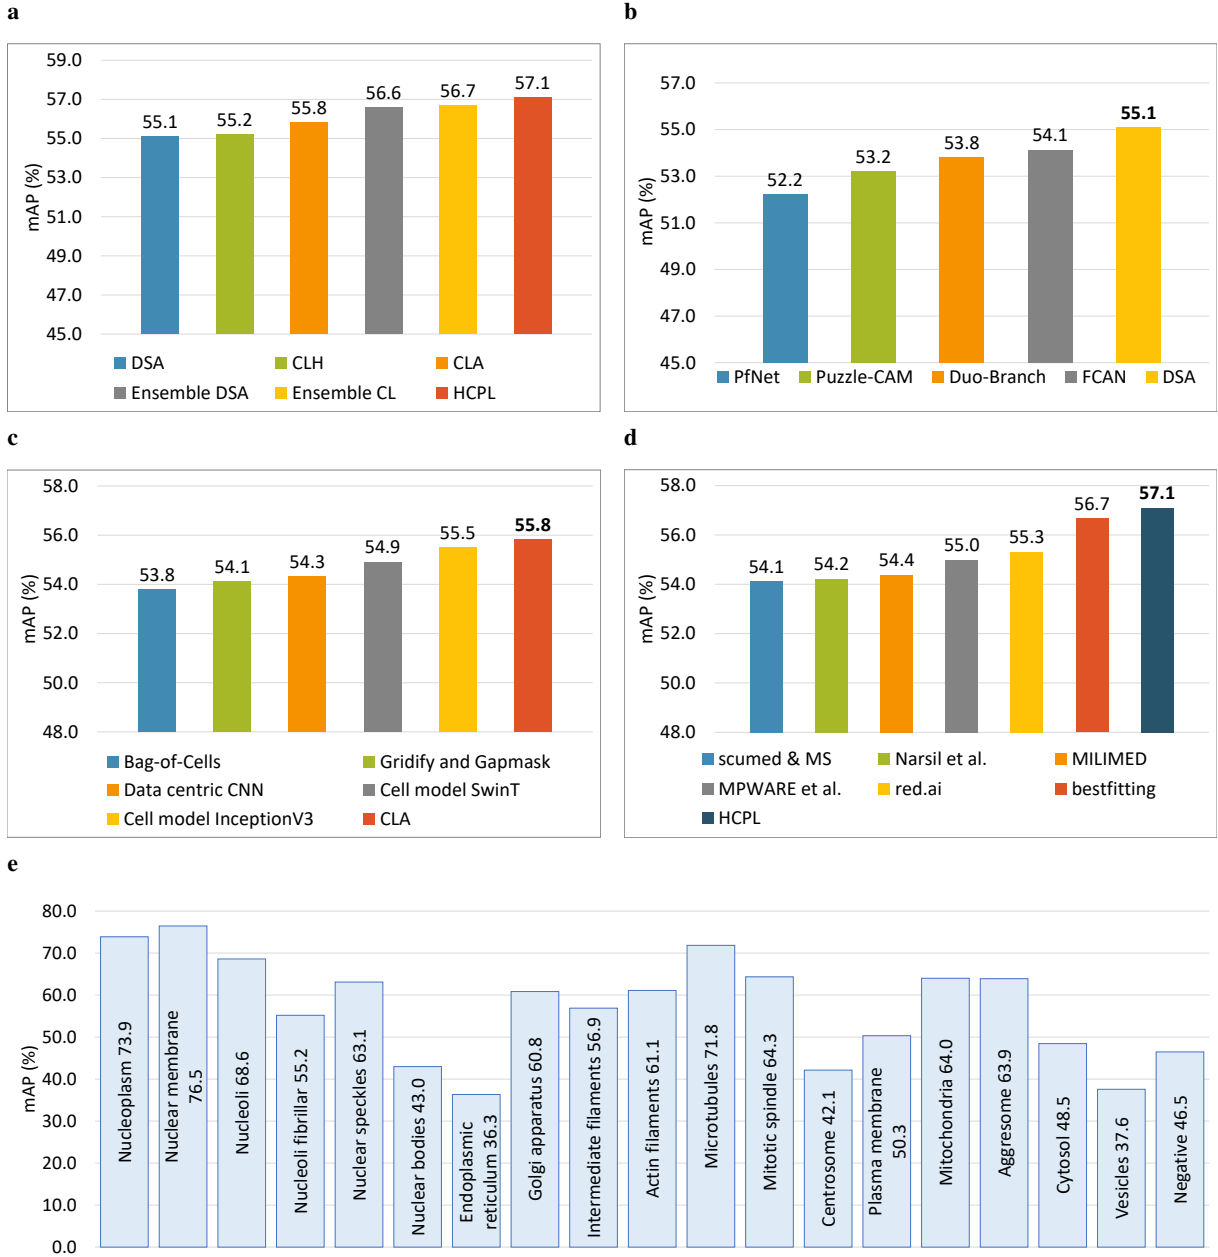 a
59.0
57.0
55.0
53.0
51.0
49.0
47.0
45.0
mAP (%)
55.1
55.2
55.8
56.6
56.7
57.1
DSA
CLH
CLA
Ensemble DSA
Ensemble CL
HCPL
b
57.0
55.0
53.0
51.0
49.0
47.0
45.0
mAP (%)
52.2
53.2
53.8
54.1
55.1
PfNet
Puzzle-CAM
Duo-Branch
FCAN
DSA
c
58.0
56.0
54.0
52.0
50.0
48.0
mAP (%)
53.8
54.1
54.3
54.9
55.5
55.8
Bag-of-Cells
Gridify and Gapmask
Data centric CNN
Cell model SwinT
Cell model InceptionV3
CLA
d
58.0
56.0
54.0
52.0
50.0
48.0
mAP (%)
54.1
54.2
54.4
55.0
55.3
56.7
57.1
scumed & MS
Narsil et al.
MILIMED
MPWARE et al.
red.ai
bestfitting
HCPL
e
80.0
70.0
60.0
50.0
40.0
30.0
20.0
10.0
0.0
mAP (%)
Nucleoplasm 73.9
Nuclear membrane
76.5
Nucleoli 68.6
Nucleoli fibrillar 55.2
Nuclear speckles 63.1
Nuclear bodies 43.0
Endoplasmic
reticulum 36.3
Golgi apparatus 60.8
Intermediate filaments 56.9
Actin filaments 61.1
Microtubules 71.8
Mitotic spindle 64.3
Centrosome 42.1
Plasma membrane
50.3
Mitochondria 64.0
Aggresome 63.9
Cytosol 48.5
Vesicles 37.6
Negative 46.5